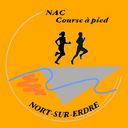 NAC
Course à pied
NORT-SUR-ERDRE